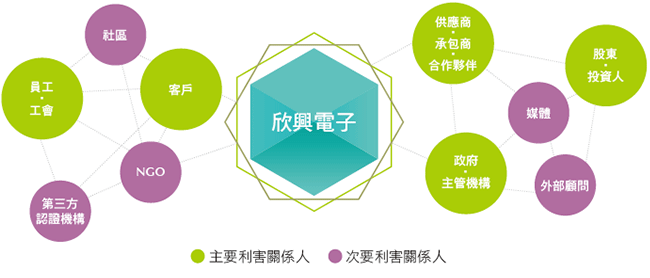 社區
員工
·
工會
客戶
NGO
第三方
認證機構
欣興電子
供應商
·
承包商
·
合作夥伴
股東
·
投資人
媒體
政府
·
主管機構
外部顧問
主要利害關係人
次要利害關係人